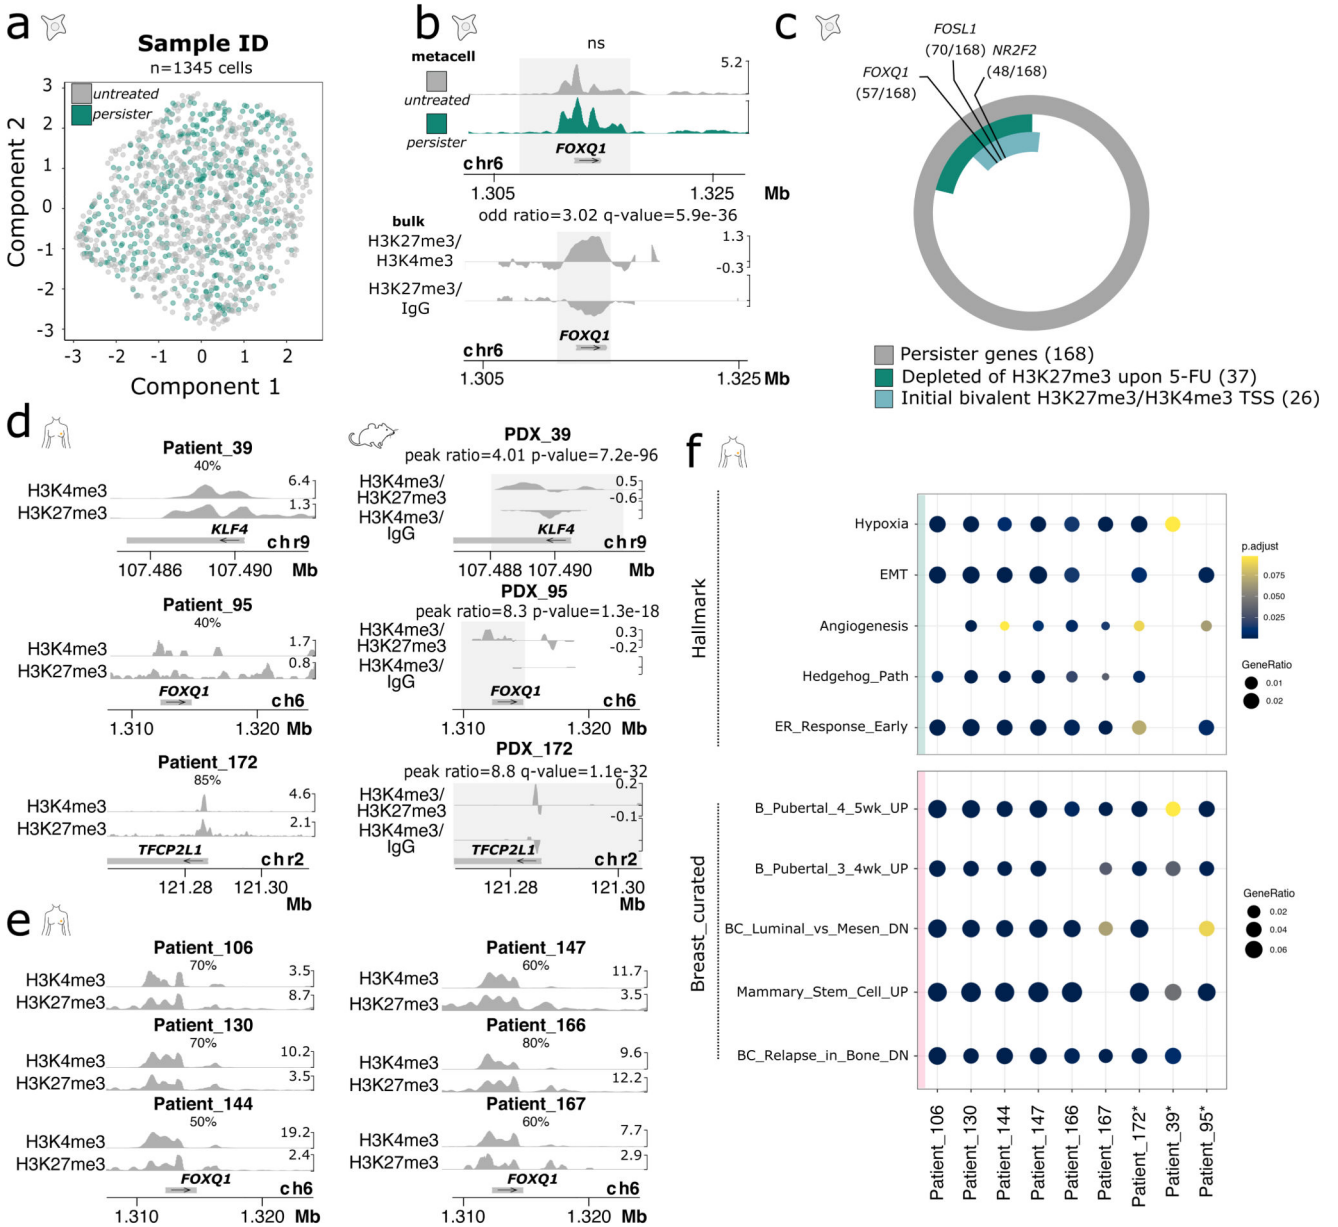 a
Sample ID
n=1345 cells
untreated
persister
3
2
1
0
-1
-2
-3
Component 2
-3 -2 -1 0 1 2
Component 1
b
ns
metacell
untreated
persister
5.2
FOXQ1
chr6
1.305 1.325 Mb
odd ratio=3.02 q-value=5.9e-36
bulk
H3K27me3/
H3K4me3
1.3
-0.3
H3K27me3/
IgG
FOXQ1
chr6
1.305 1.325 Mb
c
FOSL1
(70/168)
NR2F2
(48/168)
FOXQ1
(57/168)
Persister genes (168)
Depleted of H3K27me3 upon 5-FU (37)
Initial bivalent H3K27me3/H3K4me3 TSS (26)
d
Patient_39
40%
H3K4me3
6.4
H3K27me3
1.3
KLF4
chr9
107.486 107.490
Mb
PDX_39
peak ratio=4.01 p-value=7.2e-96
H3K4me3/
H3K27me3
0.5
-0.6
H3K4me3/
IgG
KLF4
chr9
107.488 107.490
Mb
Patient_95
40%
H3K4me3
1.7
H3K27me3
0.8
FOXQ1
ch6
1.310 1.320
Mb
PDX_95
peak ratio=8.3 p-value=1.3e-18
H3K4me3/
H3K27me3
0.3
-0.2
H3K4me3/
IgG
FOXQ1
ch6
1.310 1.320
Mb
Patient_172
85%
H3K4me3
4.6
H3K27me3
2.1
TFCP2L1
chr2
121.28 121.30
Mb
PDX_172
peak ratio=8.8 q-value=1.1e-32
H3K4me3/
H3K27me3
0.2
-0.1
H3K4me3/
IgG
TFCP2L1
chr2
121.28 121.30
Mb
e
Patient_106
70%
H3K4me3
3.5
H3K27me3
8.7
Patient_130
70%
H3K4me3
10.2
H3K27me3
3.5
Patient_144
50%
H3K4me3
19.2
H3K27me3
2.4
FOXQ1
ch6
1.310 1.320
Mb
Patient_147
60%
H3K4me3
11.7
H3K27me3
3.5
Patient_166
80%
H3K4me3
9.6
H3K27me3
12.2
Patient_167
60%
H3K4me3
7.7
H3K27me3
2.9
FOXQ1
ch6
1.310 1.320
Mb
f
Hallmark
Hypoxia
EMT
Angiogenesis
Hedgehog_Path
ER_Response_Early
p.adjust
0.075
0.050
0.025
GeneRatio
0.01
0.02
Breast_curated
B_Pubertal_4_5wk_UP
B_Pubertal_3_4wk_UP
BC_Luminal_vs_Mesen_DN
Mammary_Stem_Cell_UP
BC_Relapse_in_Bone_DN
GeneRatio
0.02
0.04
0.06
Patient_106
Patient_130
Patient_144
Patient_147
Patient_166
Patient_167
Patient_172*
Patient_39*
Patient_95*